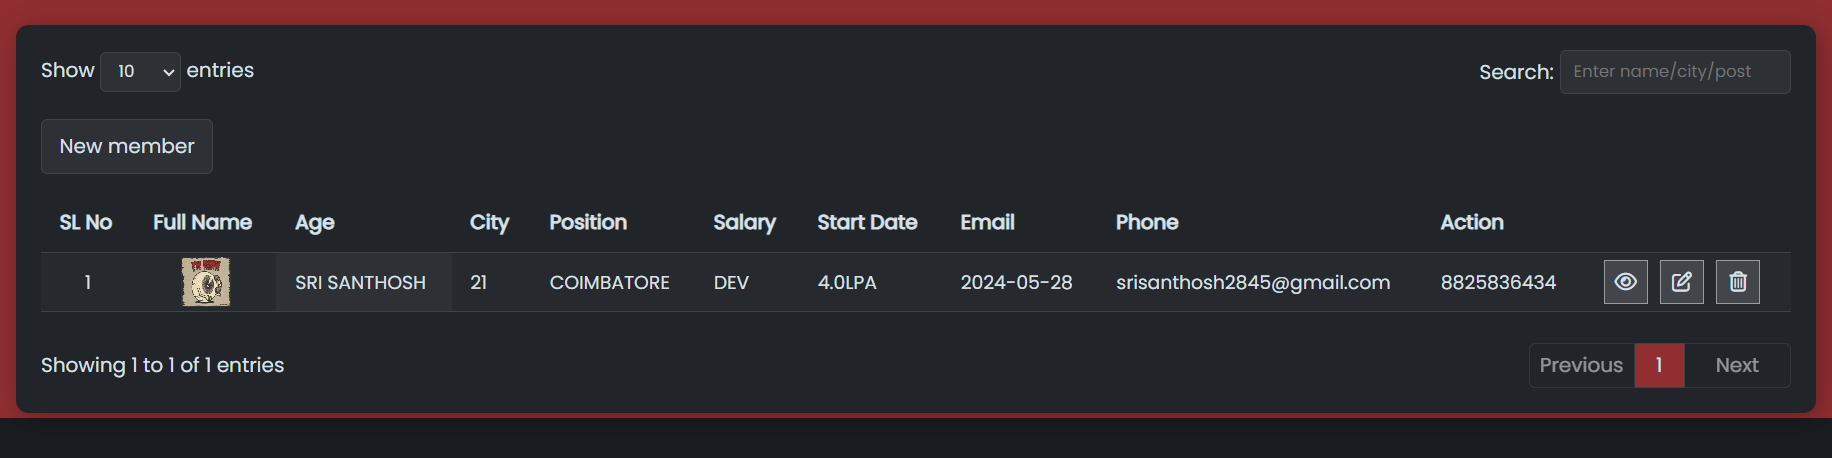 Show 10 entries
Search: Enter name/city/post
New member
SL No Full Name Age City Position Salary Start Date Email Phone Action
1 SRI SANTHOSH 21 COIMBATORE DEV 4.0LPA 2024-05-28 srisanthosh2845@gmail.com 8825836434
Showing 1 to 1 of 1 entries
Previous 1 Next